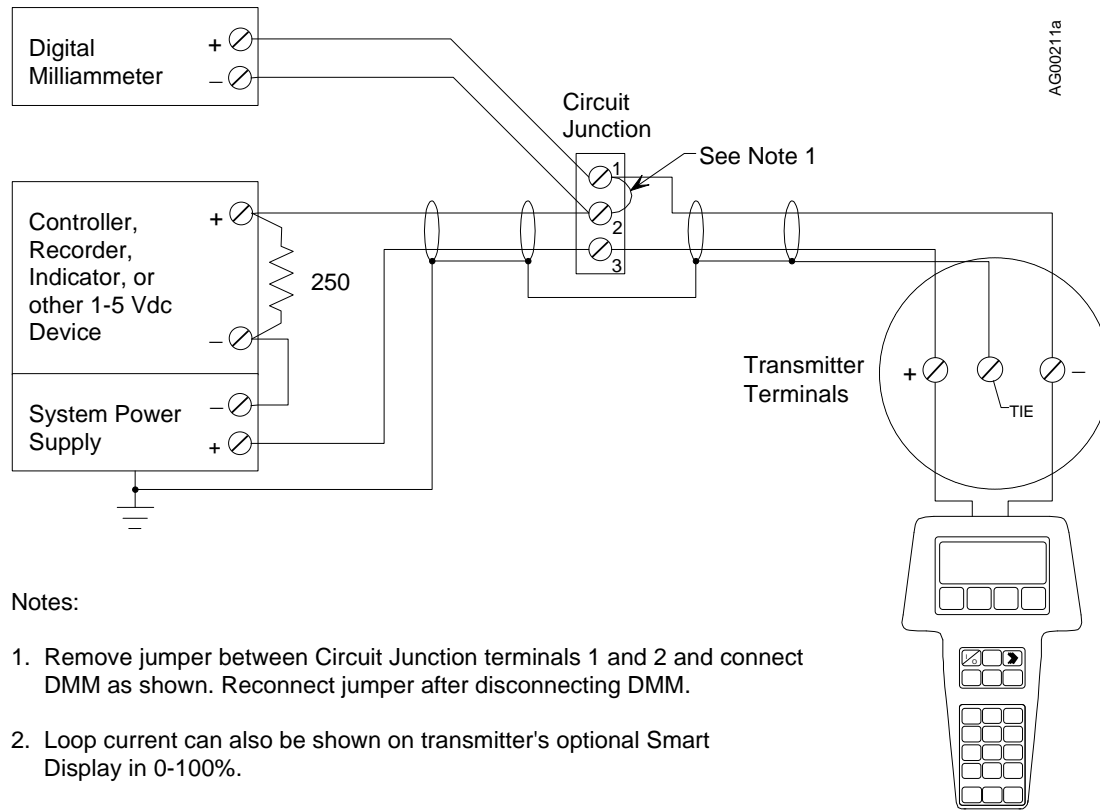 Digital
Milliammeter
+
–
AG00211a
Circuit
Junction
See Note 1
1
2
3
Controller,
Recorder,
Indicator, or
other 1-5 Vdc
Device
+
–
250
System Power
Supply
–
+
Transmitter
Terminals
+
–
TIE
I/O
Notes:
1. Remove jumper between Circuit Junction terminals 1 and 2 and connect
DMM as shown. Reconnect jumper after disconnecting DMM.
2. Loop current can also be shown on transmitter's optional Smart
Display in 0-100%.